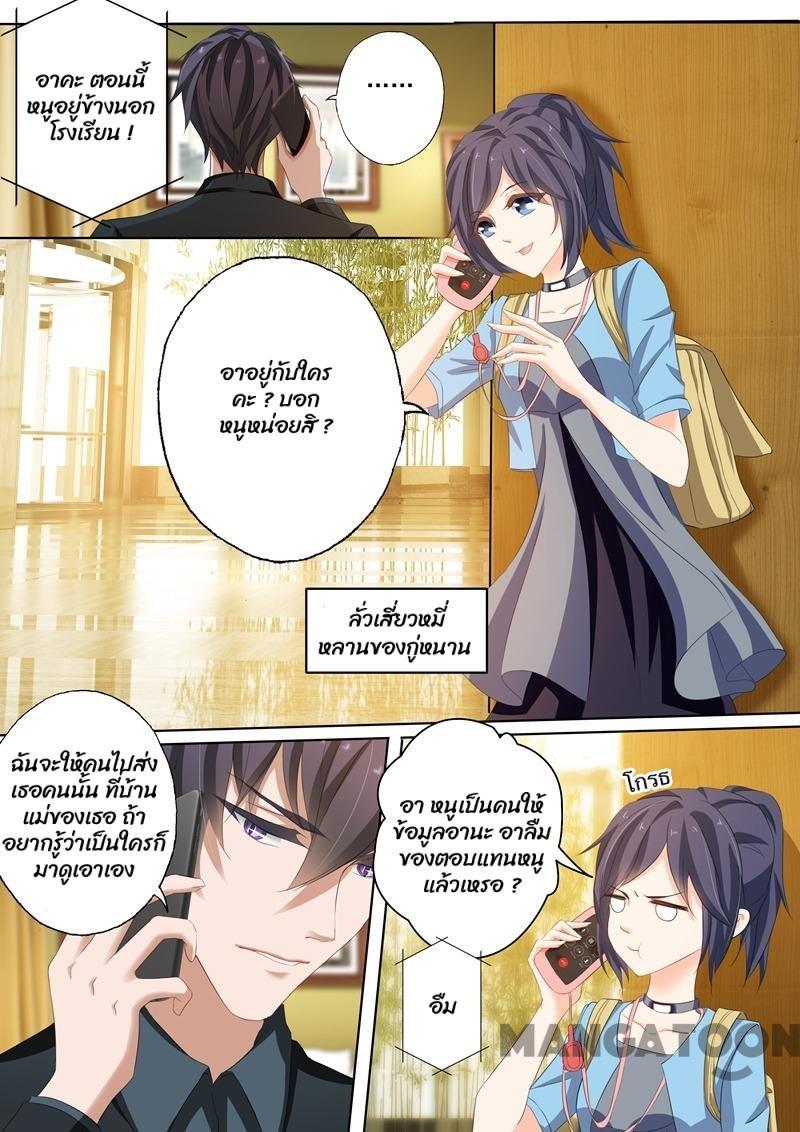 อาคะ ตอนนี้
หนูอยู่ข้างนอก
โรงเรียน !
......
อาอยู่กับใคร
คะ ? บอก
หนูหน่อยสิ ?
ลั่วเสี่ยวหมี่
หลานของกู่หนาน
ฉันจะให้คนไปส่ง
เธอคนนั้น ที่บ้าน
แม่ของเธอ ถ้า
อยากรู้ว่าเป็นใครก็
มาดูเอาเอง
อา หนูเป็นคนให้
ข้อมูลอานะ อาลืม
ของตอบแทนหนู
แล้วเหรอ ?
โกรธ
อืม
MANGATOON